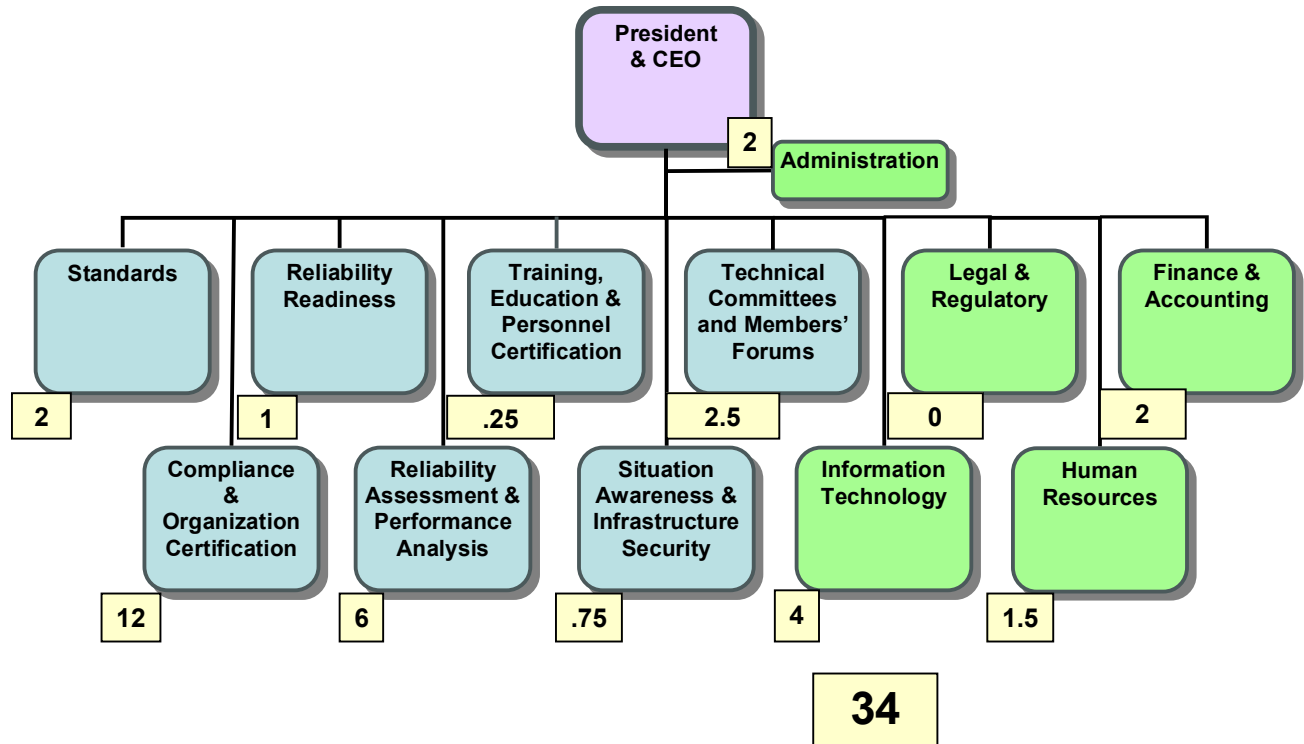 President
& CEO
2
Administration
Standards
2
Reliability
Readiness
1
Training,
Education &
Personnel
Certification
.25
Technical
Committees
and Members’
Forums
2.5
Legal &
Regulatory
0
Finance &
Accounting
2
Compliance
&
Organization
Certification
12
Reliability
Assessment &
Performance
Analysis
6
Situation
Awareness &
Infrastructure
Security
.75
Information
Technology
4
Human
Resources
1.5
34